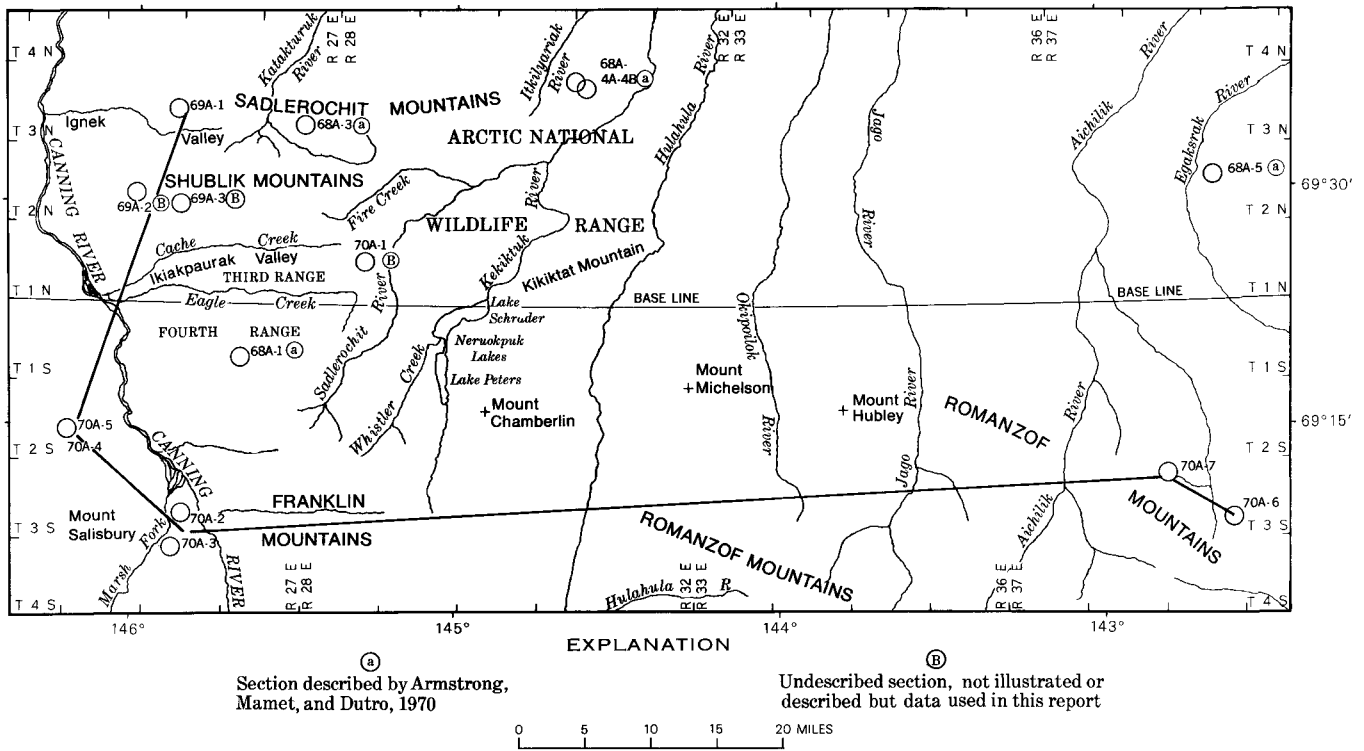 T 4 N
Katakturuk
River
R 27 E
R 28 E
Itkilyariak
River
68A-
4A-4B a
River
R 32 E
R 33 E
R 36 E
R 37 E
River
T 4 N
River
69A-1
SADLEROCHIT MOUNTAINS
Ignek
Valley
T 3 N
68A-3 a
ARCTIC NATIONAL
Hulahula
Jago
Aichilik
T 3 N
Egaksrak
68A-5 a
69°30'
CANNING
RIVER
SHUBLIK MOUNTAINS
69A-2 B
69A-3 B
T 2 N
Fire Creek
River
WILDLIFE RANGE
River
T 2 N
Cache Creek
Valley
Ikiakpaurak
THIRD RANGE
70A-1
B
Kekiktuk
Kikiktat Mountain
T 1 N
Eagle Creek
River
Lake
Schrader
BASE LINE
BASE LINE
T 1 N
FOURTH RANGE
68A-1 a
Sadlerochit
Creek
Neruokpuk
Lakes
Okipoilok
T 1 S
Lake Peters
Mount
Michelson
River
River
T 1 S
Whistler
Mount
Chamberlin
Mount
Hubley
ROMANZOF
70A-5
70A-4
69°15'
T 2 S
CANNING
River
Jago
T 2 S
70A-7
70A-6
FRANKLIN
70A-2
T 3 S
Mount
Salisbury
Fork
MOUNTAINS
70A-3
ROMANZOF MOUNTAINS
Aichilik
MOUNTAINS
T 3 S
Marsh
RIVER
R 27 E
R 28 E
Hulahula R
R 32 E
R 33 E
R 36 E
R 37 E
T 4 S
T 4 S
146°
145°
144°
143°
EXPLANATION
a
Section described by Armstrong,
Mamet, and Dutro, 1970
B
Undescribed section, not illustrated or
described but data used in this report
0 5 10 15 20 MILES